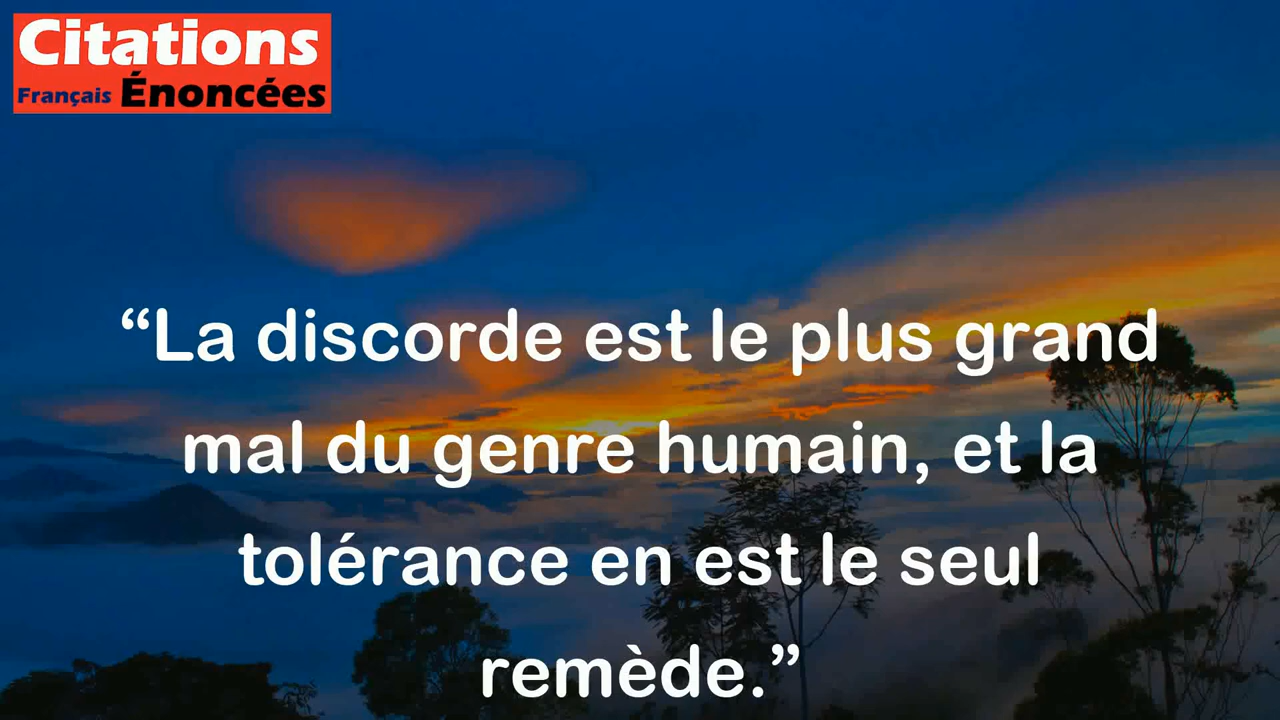 Citations
Français Énoncées
“La discorde est le plus grand
mal du genre humain, et la
tolérance en est le seul
remède.”